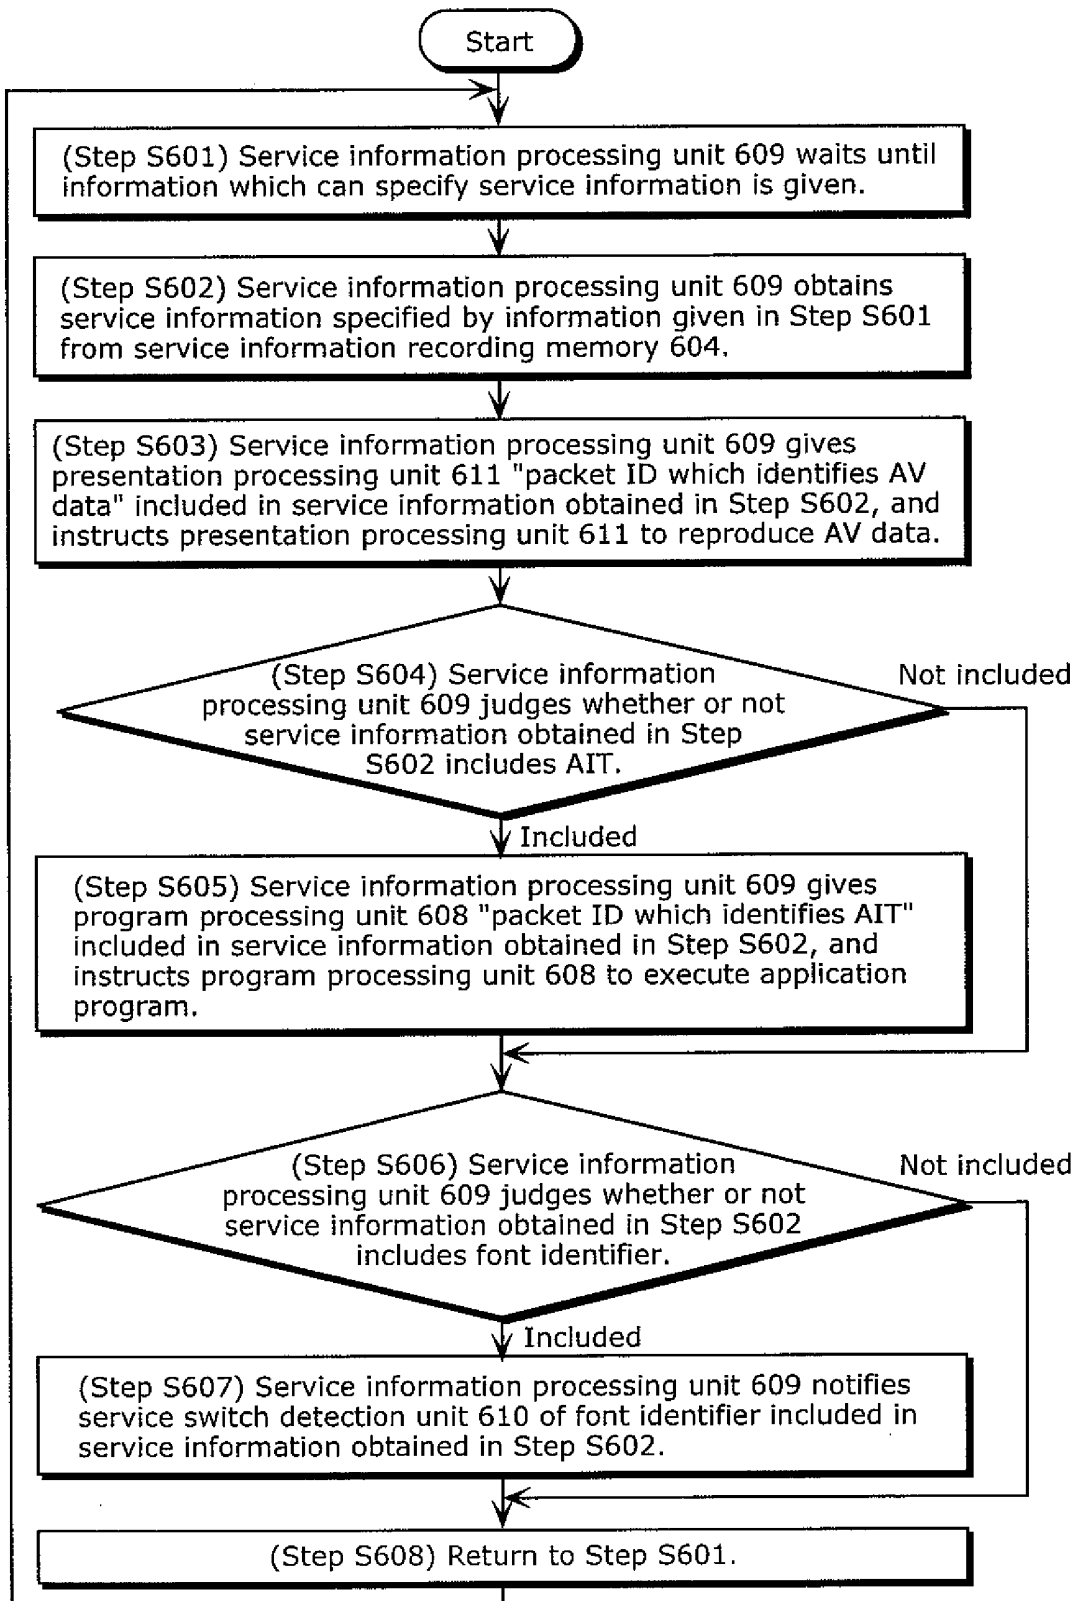 Start
(Step S601) Service information processing unit 609 waits until
information which can specify service information is given.
(Step S602) Service information processing unit 609 obtains
service information specified by information given in Step S601
from service information recording memory 604.
(Step S603) Service information processing unit 609 gives
presentation processing unit 611 "packet ID which identifies AV
data" included in service information obtained in Step S602, and
instructs presentation processing unit 611 to reproduce AV data.
(Step S604) Service information
processing unit 609 judges whether or not
service information obtained in Step
S602 includes AIT.
Not included
Included
(Step S605) Service information processing unit 609 gives
program processing unit 608 "packet ID which identifies AIT"
included in service information obtained in Step S602, and
instructs program processing unit 608 to execute application
program.
(Step S606) Service information
processing unit 609 judges whether or not
service information obtained in Step S602
includes font identifier.
Not included
Included
(Step S607) Service information processing unit 609 notifies
service switch detection unit 610 of font identifier included in
service information obtained in Step S602.
(Step S608) Return to Step S601.